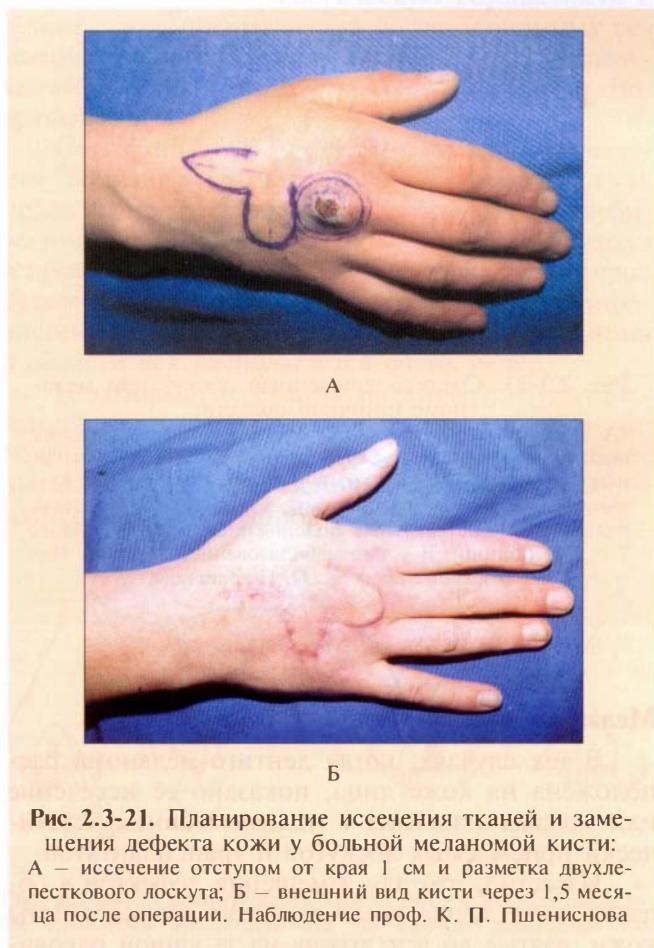 А
Б
Рис. 2.3-21. Планирование иссечения тканей и заме-
щения дефекта кожи у больной меланомой кисти:
А — иссечение отступом от края 1 см и разметка двухле-
песткового лоскута; Б — внешний вид кисти через 1,5 меся-
ца после операции. Наблюдение проф. К. П. Пшениснова